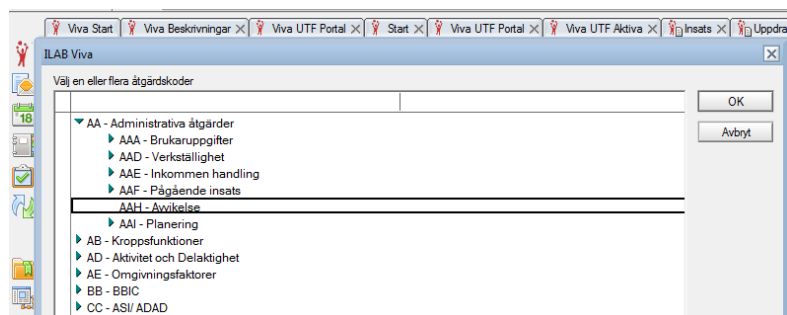 Viva Start Viva Beskrivningar Viva UTF Portal Start Viva UTF Portal Viva UTF Aktiva Insats Uppdra
ILAB Viva
Välj en eller flera åtgärdskoder
OK
Avbryt
AA - Administrativa åtgärder
AAA - Brukaruppgifter
AAD - Verkställighet
AAE - Inkommen handling
AAF - Pågående insats
AAH - Avvikelse
AAI - Planering
AB - Kroppsfunktioner
AD - Aktivitet och Delaktighet
AE - Omgivningsfaktorer
BB - BBIC
CC - ASI/ ADAD
18